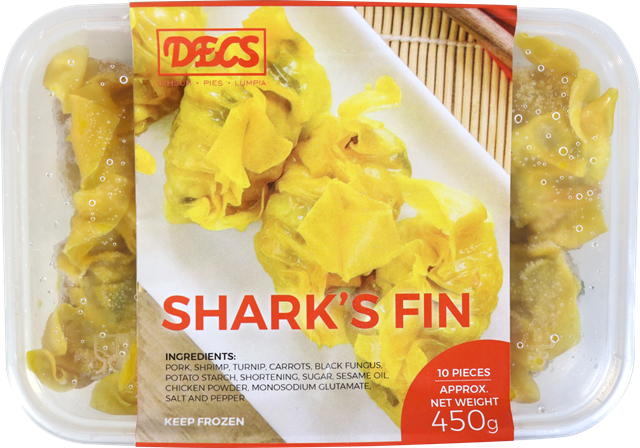 DECS
PIES • LUMPIA
SHARK'S FIN
INGREDIENTS:
PORK, SHRIMP, TURNIP, CARROTS, BLACK FUNGUS,
POTATO STARCH, SHORTENING, SUGAR, SESAME OIL,
CHICKEN POWDER, MONOSODIUM GLUTAMATE,
SALT AND PEPPER
KEEP FROZEN
10 PIECES
APPROX.
NET WEIGHT
450g